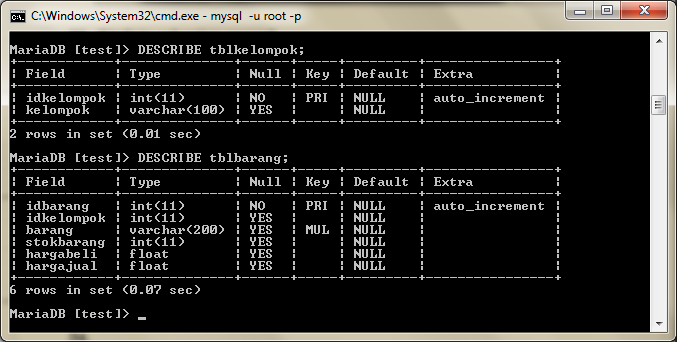 C:\Windows\System32\cmd.exe - mysql  -u root -p
MariaDB [test]> DESCRIBE tblkelompok;
+------------+--------------+------+-----+---------+----------------+
| Field      | Type         | Null | Key | Default | Extra          |
+------------+--------------+------+-----+---------+----------------+
| idkelompok | int(11)      | NO   | PRI | NULL    | auto_increment |
| kelompok   | varchar(100) | YES  |     | NULL    |                |
+------------+--------------+------+-----+---------+----------------+
2 rows in set (0.01 sec)
MariaDB [test]> DESCRIBE tblbarang;
+------------+--------------+------+-----+---------+----------------+
| Field      | Type         | Null | Key | Default | Extra          |
+------------+--------------+------+-----+---------+----------------+
| idbarang   | int(11)      | NO   | PRI | NULL    | auto_increment |
| idkelompok | int(11)      | YES  |     | NULL    |                |
| barang     | varchar(200) | YES  | MUL | NULL    |                |
| stokbarang | int(11)      | YES  |     | NULL    |                |
| hargabeli  | float        | YES  |     | NULL    |                |
| hargajual  | float        | YES  |     | NULL    |                |
+------------+--------------+------+-----+---------+----------------+
6 rows in set (0.07 sec)
MariaDB [test]> _